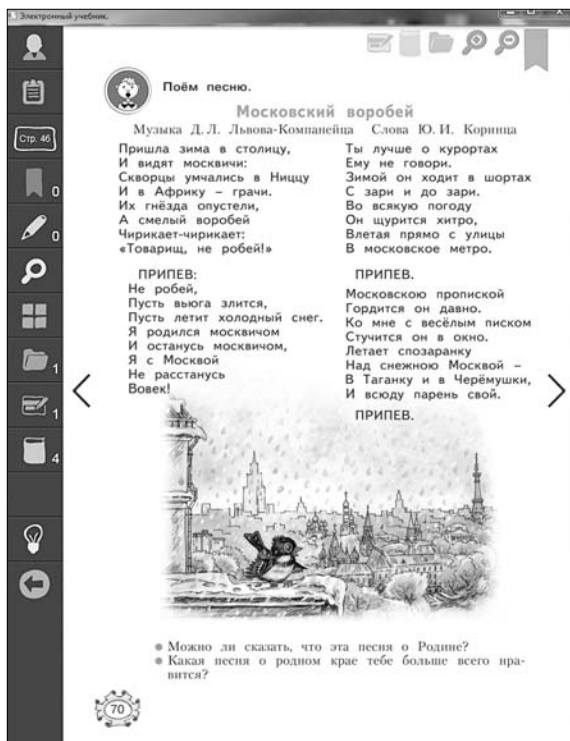 Электронный учебник.
Стр. 46
0
0
1
1
4
Поём песню.
Московский воробей
Музыка Д. Л. Львова-Компанейца Слова Ю. И. Коринца
Пришла зима в столицу,
И видят москвичи:
Скворцы умчались в Ниццу
И в Африку – грачи.
Их гнёзда опустели,
А смелый воробей
Чирикает-чирикает:
«Товарищ, не робей!»
ПРИПЕВ:
Не робей,
Пусть вьюга злится,
Пусть летит холодный снег.
Я родился москвичом
И останусь москвичом,
Я с Москвой
Не расстанусь
Вовек!
Ты лучше о курортах
Ему не говори.
Зимой он ходит в шортах
С зари и до зари.
Во всякую погоду
Он щурится хитро,
Влетая прямо с улицы
В московское метро.
ПРИПЕВ.
Московскою пропиской
Гордится он давно.
Ко мне с весёлым писком
Стучится он в окно.
Летает спозаранку
Над снежною Москвой –
В Таганку и в Черёмушки,
И всюду парень свой.
ПРИПЕВ.
Можно ли сказать, что эта песня о Родине?
Какая песня о родном крае тебе больше всего нра-
вится?
70